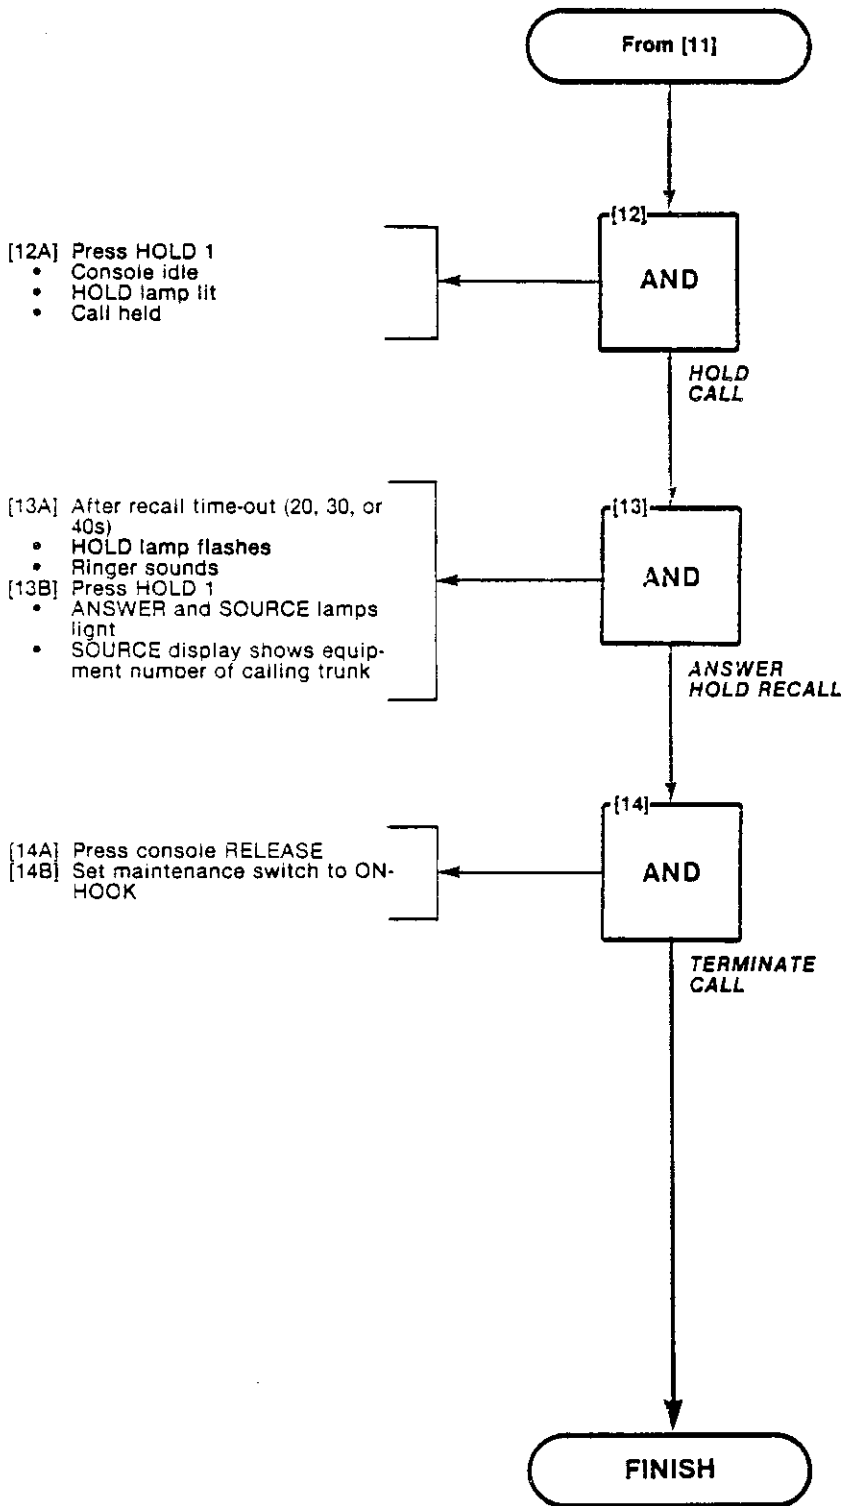 From [11]
[12]
AND
[12A] Press HOLD 1
• Console idle
• HOLD lamp lit
• Call held
HOLD
CALL
[13]
AND
[13A] After recall time-out (20, 30, or
40s)
• HOLD lamp flashes
• Ringer sounds
[13B] Press HOLD 1
• ANSWER and SOURCE lamps
light
• SOURCE display shows equip-
ment number of calling trunk
ANSWER
HOLD RECALL
[14]
AND
[14A] Press console RELEASE
[14B] Set maintenance switch to ON-
HOOK
TERMINATE
CALL
FINISH